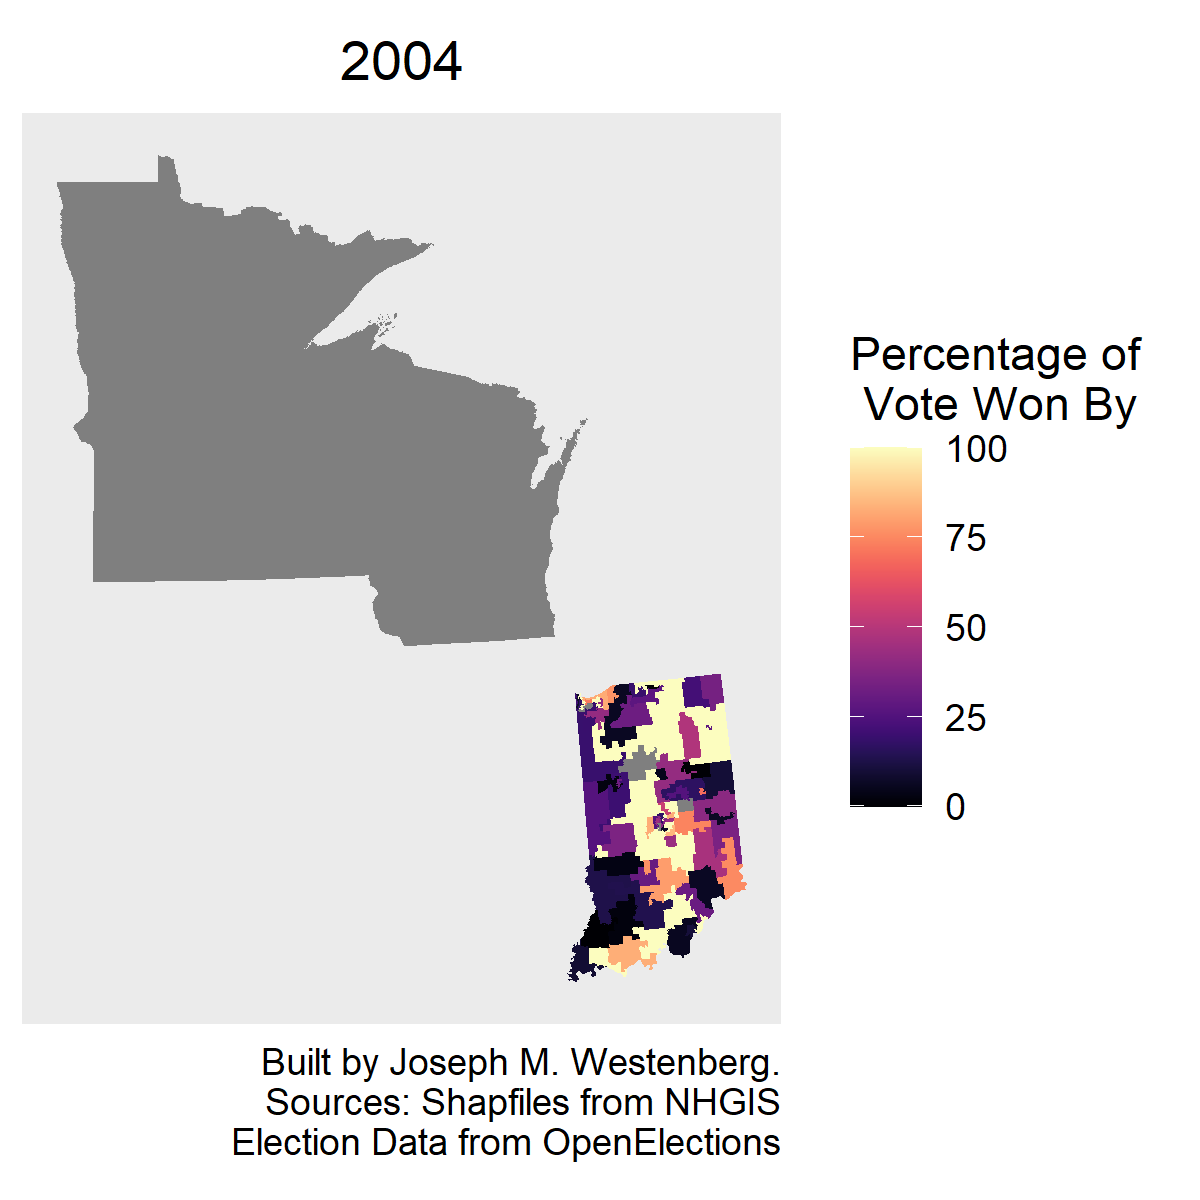 2004
Percentage of
Vote Won By
100
75
50
25
0
Built by Joseph M. Westenberg.
Sources: Shapfiles from NHGIS
Election Data from OpenElections